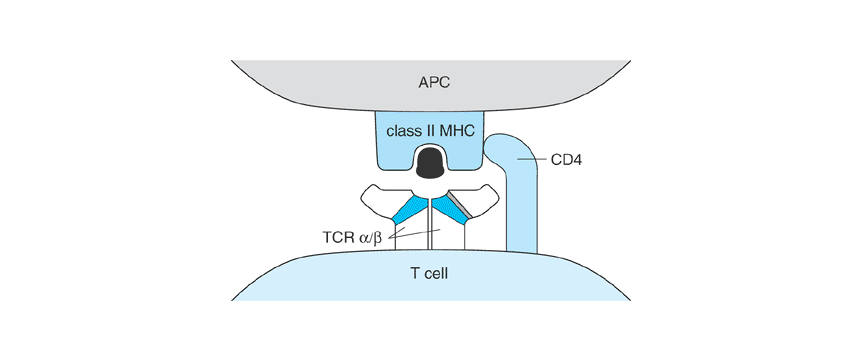 APC
class II MHC
CD4
TCR α/β
T cell